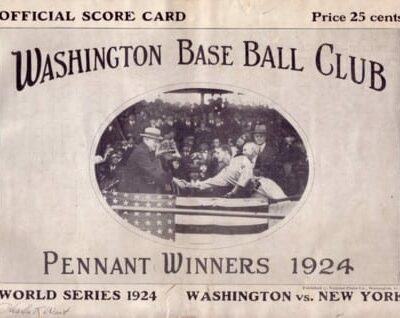 OFFICIAL SCORE CARD Price 25 cents
WASHINGTON BASE BALL CLUB
PENNANT WINNERS 1924
WORLD SERIES 1924 WASHINGTON vs. NEW YORK